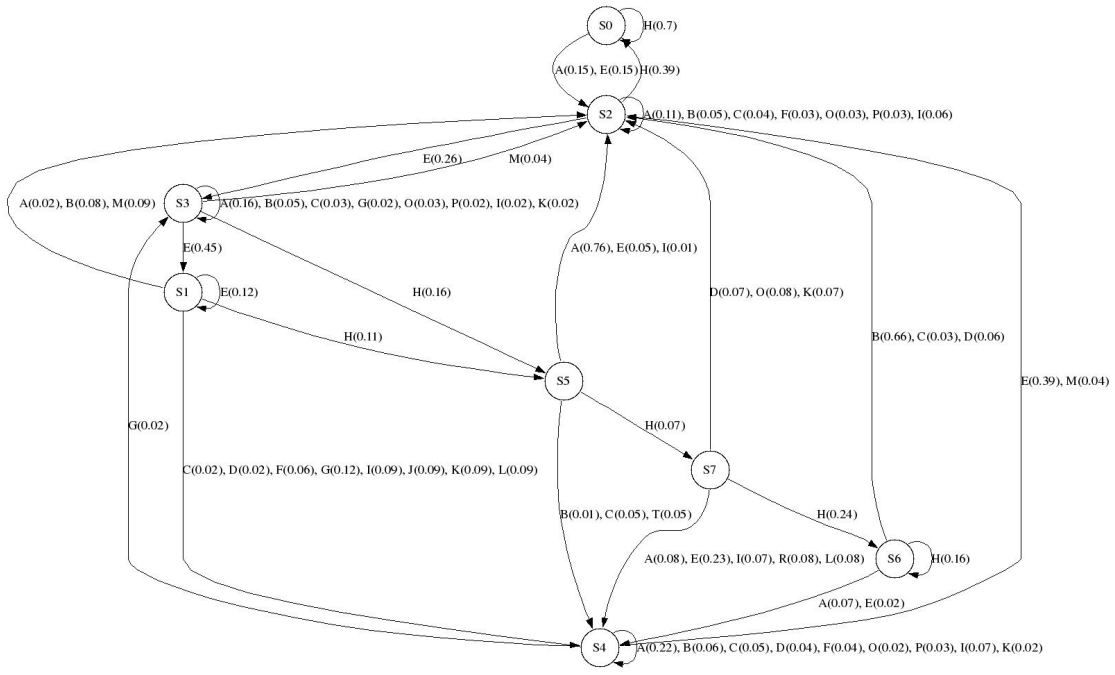 S0
H(0.7)
A(0.15), E(0.15)
H(0.39)
S2
A(0.11), B(0.05), C(0.04), F(0.03), O(0.03), P(0.03), I(0.06)
E(0.26)
M(0.04)
A(0.02), B(0.08), M(0.09)
S3
A(0.16), B(0.05), C(0.03), G(0.02), O(0.03), P(0.02), I(0.02), K(0.02)
E(0.45)
A(0.76), E(0.05), I(0.01)
S1
E(0.12)
H(0.16)
D(0.07), O(0.08), K(0.07)
H(0.11)
B(0.66), C(0.03), D(0.06)
S5
E(0.39), M(0.04)
G(0.02)
H(0.07)
C(0.02), D(0.02), F(0.06), G(0.12), I(0.09), J(0.09), K(0.09), L(0.09)
S7
B(0.01), C(0.05), T(0.05)
H(0.24)
A(0.08), E(0.23), I(0.07), R(0.08), L(0.08)
S6
H(0.16)
A(0.07), E(0.02)
S4
A(0.22), B(0.06), C(0.05), D(0.04), F(0.04), O(0.02), P(0.03), I(0.07), K(0.02)